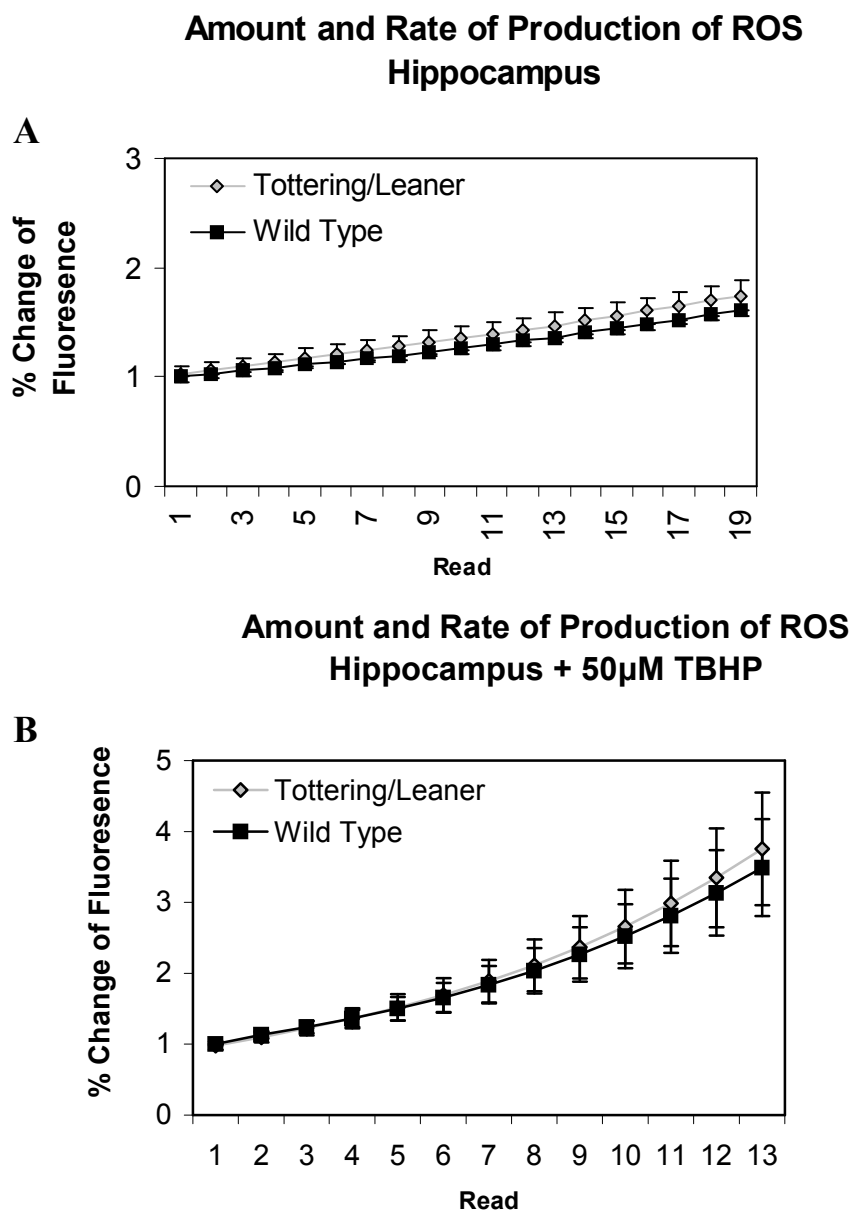 Amount and Rate of Production of ROS
Hippocampus
A
% Change of
Fluoresence
3
2
1
0
Tottering/Leaner
Wild Type
1 3 5 7 9 11 13 15 17 19
Read
Amount and Rate of Production of ROS
Hippocampus + 50µM TBHP
B
% Change of Fluoresence
5
4
3
2
1
0
Tottering/Leaner
Wild Type
1 2 3 4 5 6 7 8 9 10 11 12 13
Read